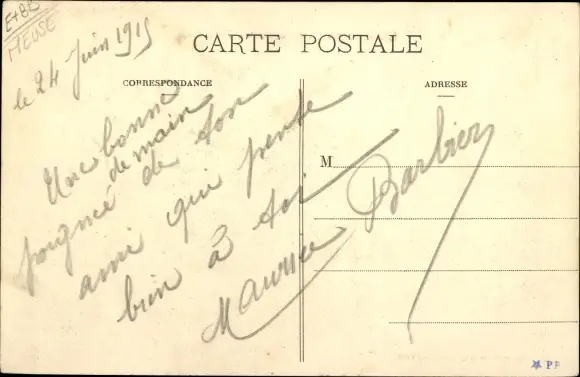 MEUSE
le 24 Juin 1915
CARTE POSTALE
CORRESPONDANCE
ADRESSE
Une bonne
de main
poignée de ton
ami qui pense
bien à toi
Maurice Barbier
M.
PF